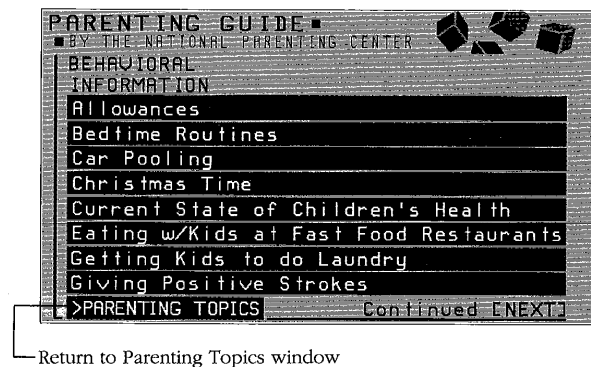 PARENTING GUIDE
BY THE NATIONAL PARENTING CENTER
BEHAVIORAL
INFORMATION
Allowances
Bedtime Routines
Car Pooling
Christmas Time
Current State of Children's Health
Eating w/Kids at Fast Food Restaurants
Getting Kids to do Laundry
Giving Positive Strokes
>PARENTING TOPICS Continued [NEXT]
Return to Parenting Topics window